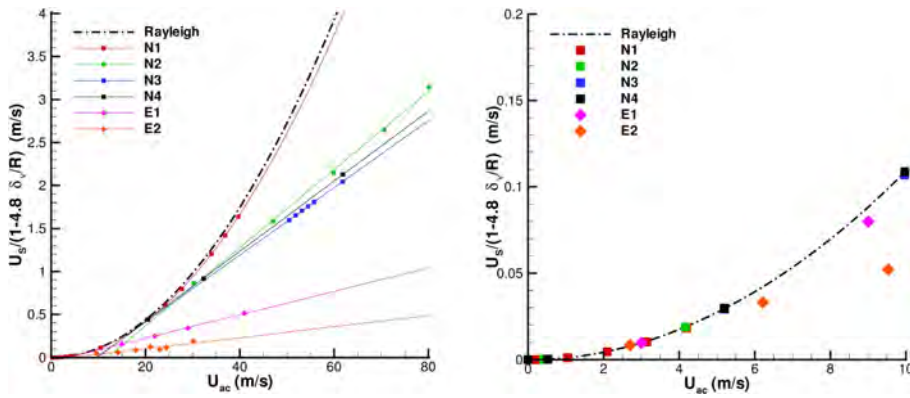 4
3.5
3
2.5
2
1.5
1
0.5
0
0 20 40 60 80
U_s/(1-4.8 δ_ν/R) (m/s)
U_ac (m/s)
Rayleigh
N1
N2
N3
N4
E1
E2
0.2
0.15
0.1
0.05
0
0 2 4 6 8 10
U_s/(1-4.8 δ_ν/R) (m/s)
U_ac (m/s)
Rayleigh
N1
N2
N3
N4
E1
E2